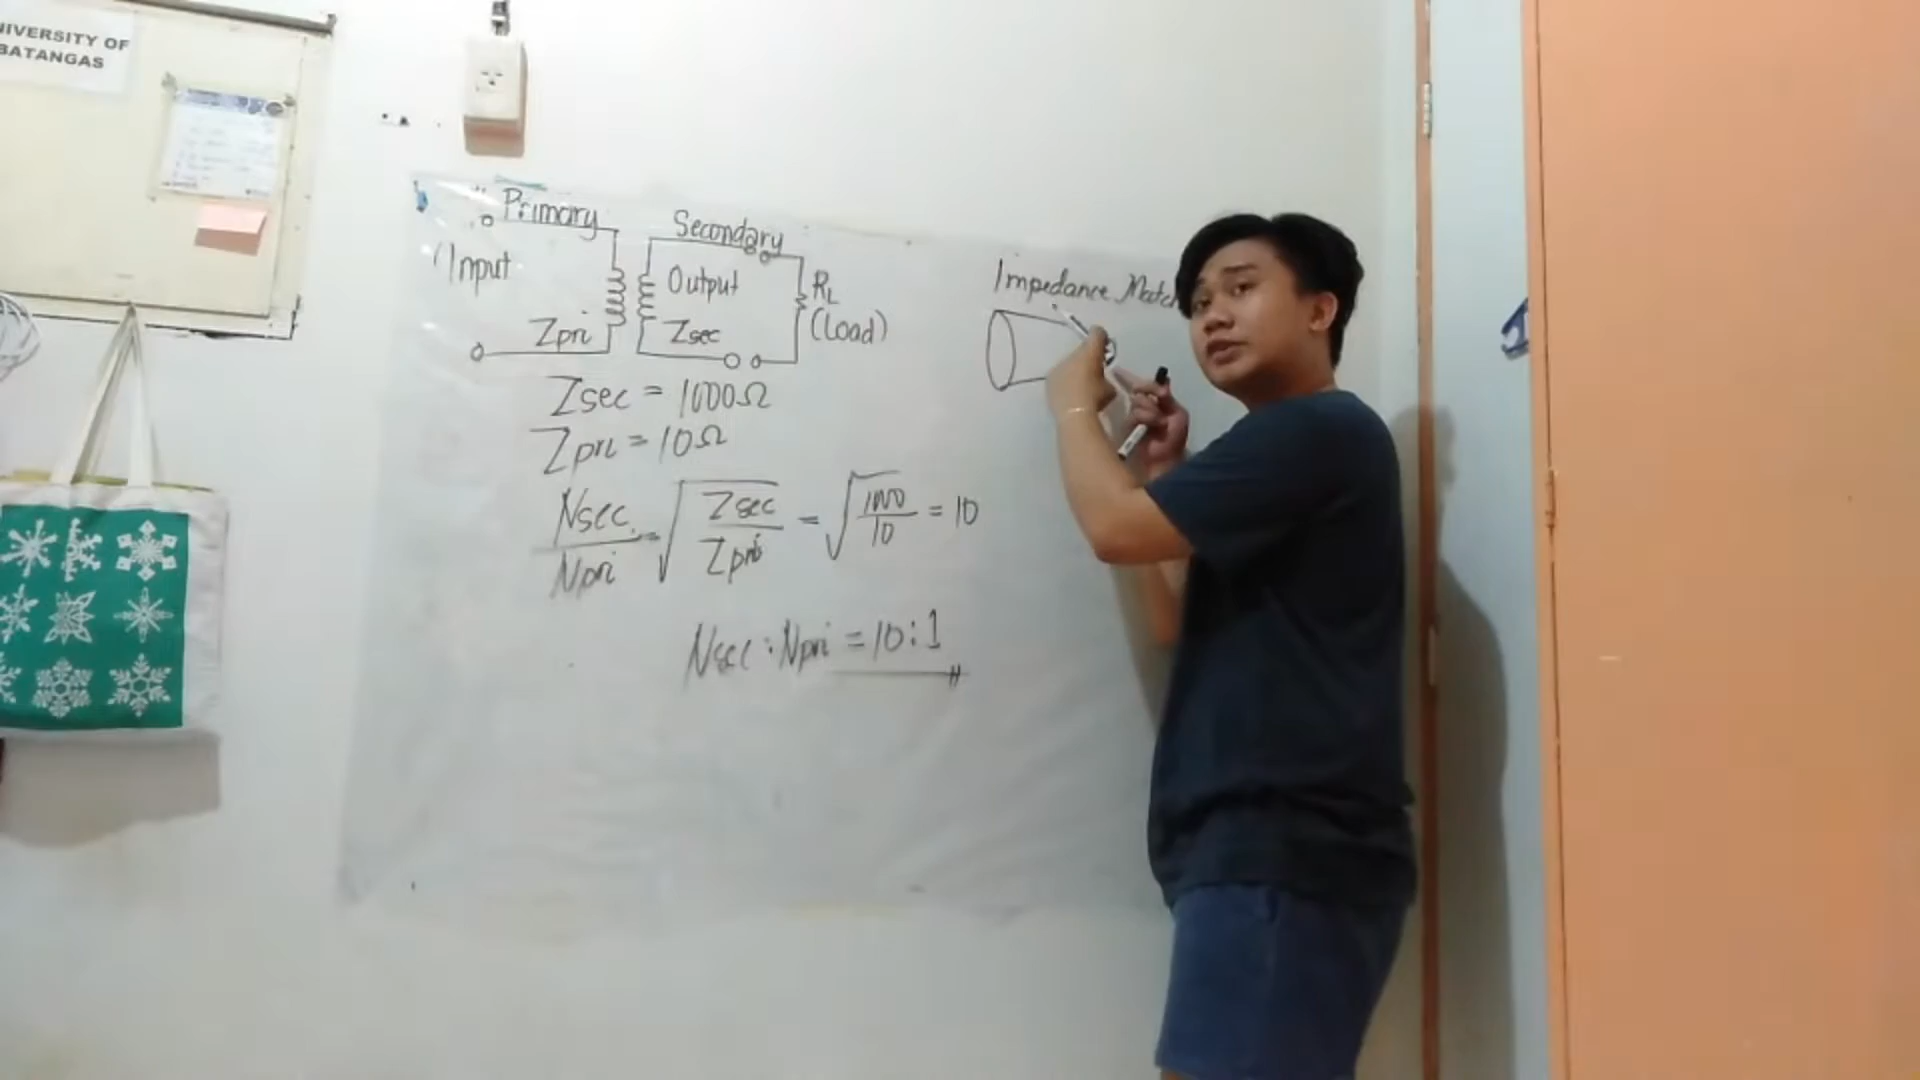 NIVERSITY OF
BATANGAS
Primary
Secondary
Input
Output
RL
(Load)
Zpri
Zsec
Impedance Match
Zsec = 1000Ω
Zpri = 10Ω
Nsec/Npri = √Zsec/Zpri = √1000/10 = 10
Nsec : Npri = 10:1